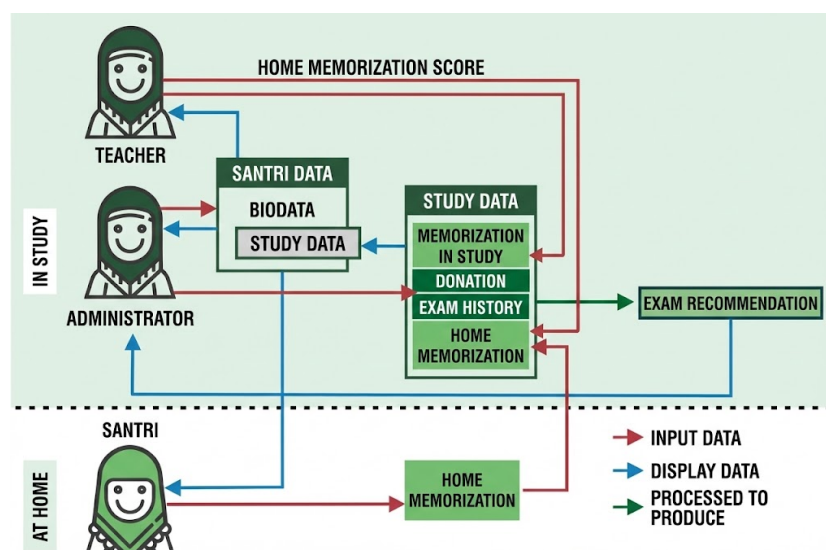 HOME MEMORIZATION SCORE
TEACHER
SANTRI DATA
BIODATA
STUDY DATA
STUDY DATA
MEMORIZATION
IN STUDY
DONATION
EXAM HISTORY
HOME
MEMORIZATION
IN STUDY
ADMINISTRATOR
EXAM RECOMMENDATION
SANTRI
AT HOME
HOME
MEMORIZATION
INPUT DATA
DISPLAY DATA
PROCESSED TO
PRODUCE